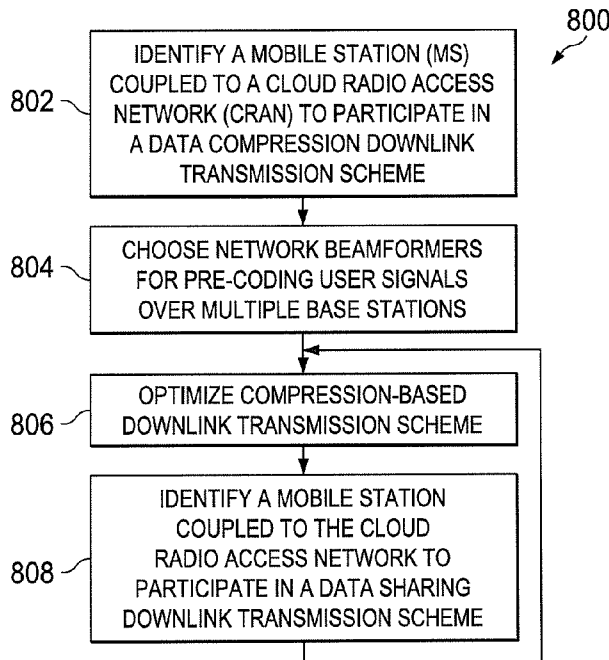 800
802
IDENTIFY A MOBILE STATION (MS)
COUPLED TO A CLOUD RADIO ACCESS
NETWORK (CRAN) TO PARTICIPATE IN
A DATA COMPRESSION DOWNLINK
TRANSMISSION SCHEME
804
CHOOSE NETWORK BEAMFORMERS
FOR PRE-CODING USER SIGNALS
OVER MULTIPLE BASE STATIONS
806
OPTIMIZE COMPRESSION-BASED
DOWNLINK TRANSMISSION SCHEME
808
IDENTIFY A MOBILE STATION
COUPLED TO THE CLOUD
RADIO ACCESS NETWORK TO
PARTICIPATE IN A DATA SHARING
DOWNLINK TRANSMISSION SCHEME